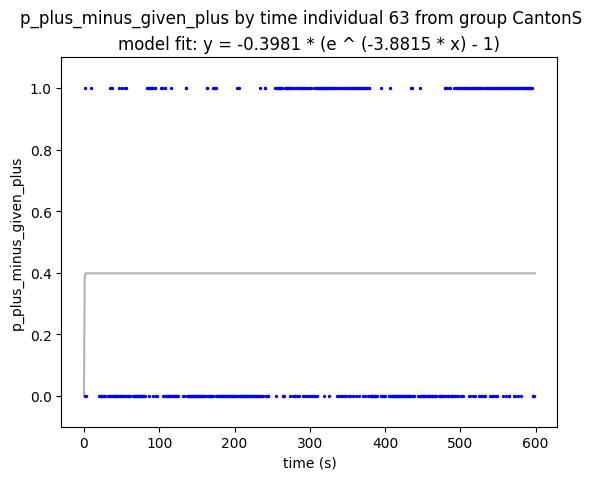 p_plus_minus_given_plus by time individual 63 from group CantonS
model fit: y = -0.3981 * (e ^ (-3.8815 * x) - 1)
1.0
0.8
0.6
0.4
0.2
0.0
p_plus_minus_given_plus
0 100 200 300 400 500 600
time (s)